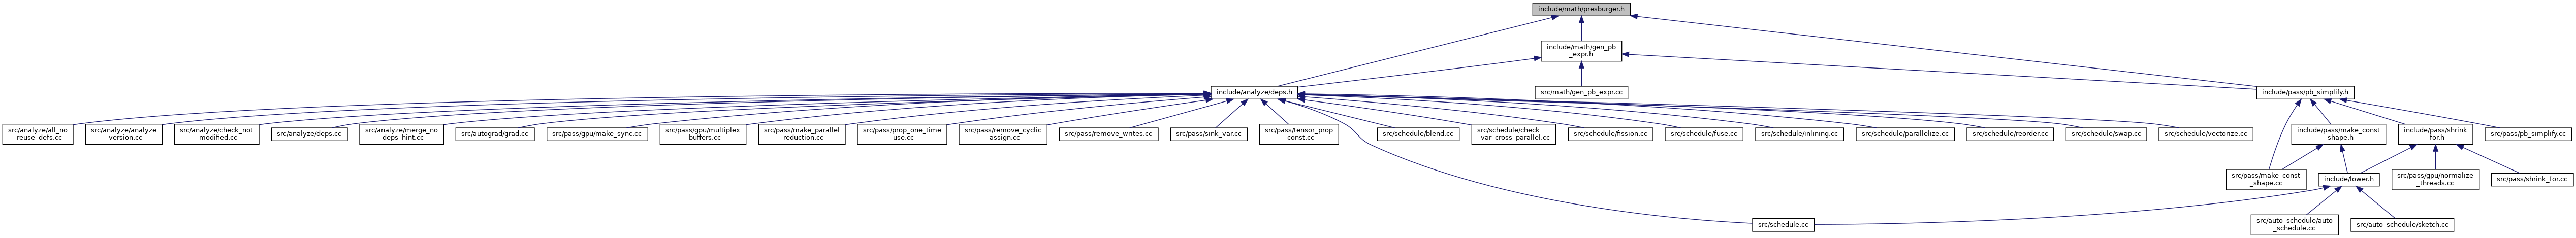 include/math/presburger.h
include/math/gen_pb
_expr.h
include/analyze/deps.h
src/math/gen_pb_expr.cc
include/pass/pb_simplify.h
src/analyze/all_no
_reuse_defs.cc
src/analyze/analyze
_version.cc
src/analyze/check_not
_modified.cc
src/analyze/deps.cc
src/analyze/merge_no
_deps_hint.cc
src/autograd/grad.cc
src/pass/gpu/make_sync.cc
src/pass/gpu/multiplex
_buffers.cc
src/pass/make_parallel
_reduction.cc
src/pass/prop_one_time
_use.cc
src/pass/remove_cyclic
_assign.cc
src/pass/remove_writes.cc
src/pass/sink_var.cc
src/pass/tensor_prop
_const.cc
src/schedule/blend.cc
src/schedule/check
_var_cross_parallel.cc
src/schedule/fission.cc
src/schedule/fuse.cc
src/schedule/inlining.cc
src/schedule/parallelize.cc
src/schedule/reorder.cc
src/schedule/swap.cc
src/schedule/vectorize.cc
include/pass/make_const
_shape.h
include/pass/shrink
_for.h
src/pass/pb_simplify.cc
src/pass/make_const
_shape.cc
include/lower.h
src/pass/gpu/normalize
_threads.cc
src/pass/shrink_for.cc
src/schedule.cc
src/auto_schedule/auto
_schedule.cc
src/auto_schedule/sketch.cc